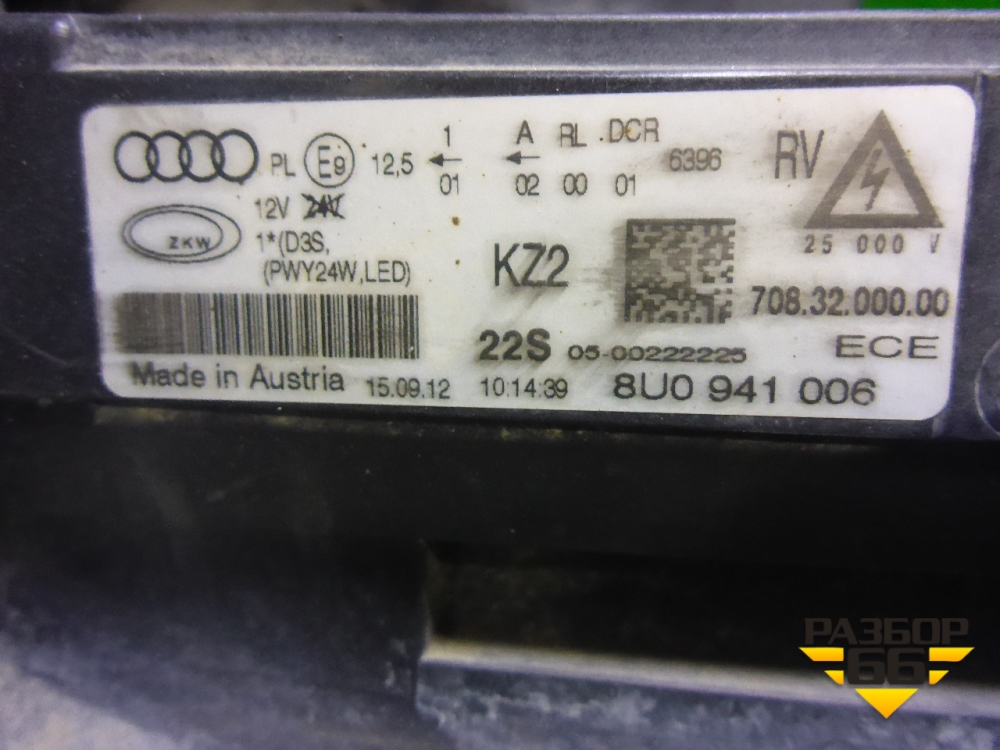 PL E9 12,5 1 A RL .DCR 6396 RV
01 02 00 01
12V 24V
ZKW
1*(D3S,
(PWY24W,LED)
KZ2
25 000 V
708.32.000.00
22S 05-00222225 ECE
Made in Austria 15.09.12 10:14:39 8U0 941 006
РАЗБОР
66